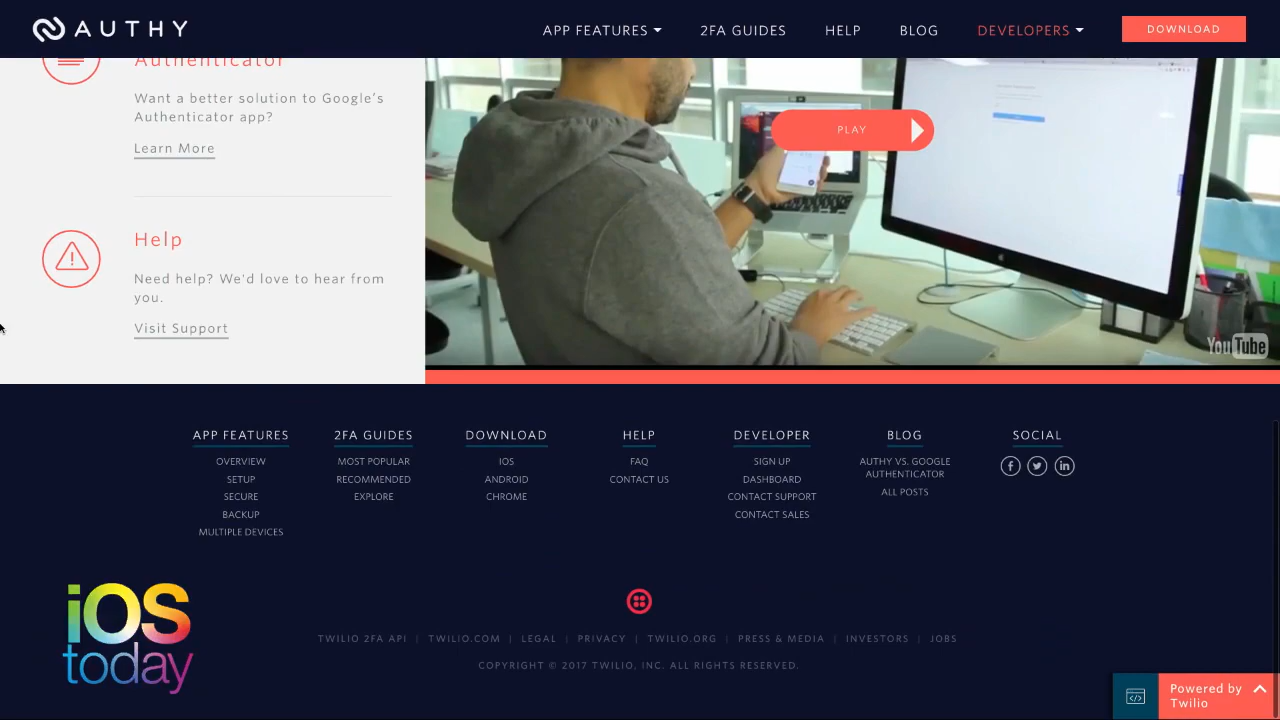 AUTHY
APP FEATURES
2FA GUIDES
HELP
BLOG
DEVELOPERS
DOWNLOAD
Authenticator
Want a better solution to Google's
Authenticator app?
Learn More
Help
Need help? We'd love to hear from
you.
Visit Support
PLAY
YouTube
APP FEATURES
OVERVIEW
SETUP
SECURE
BACKUP
MULTIPLE DEVICES
2FA GUIDES
MOST POPULAR
RECOMMENDED
EXPLORE
DOWNLOAD
IOS
ANDROID
CHROME
HELP
FAQ
CONTACT US
DEVELOPER
SIGN UP
DASHBOARD
CONTACT SUPPORT
CONTACT SALES
BLOG
AUTHY VS. GOOGLE
AUTHENTICATOR
ALL POSTS
SOCIAL
iOS
today
TWILIO 2FA API | TWILIO.COM | LEGAL | PRIVACY | TWILIO.ORG | PRESS & MEDIA | INVESTORS | JOBS
COPYRIGHT © 2017 TWILIO, INC. ALL RIGHTS RESERVED.
Powered by
Twilio